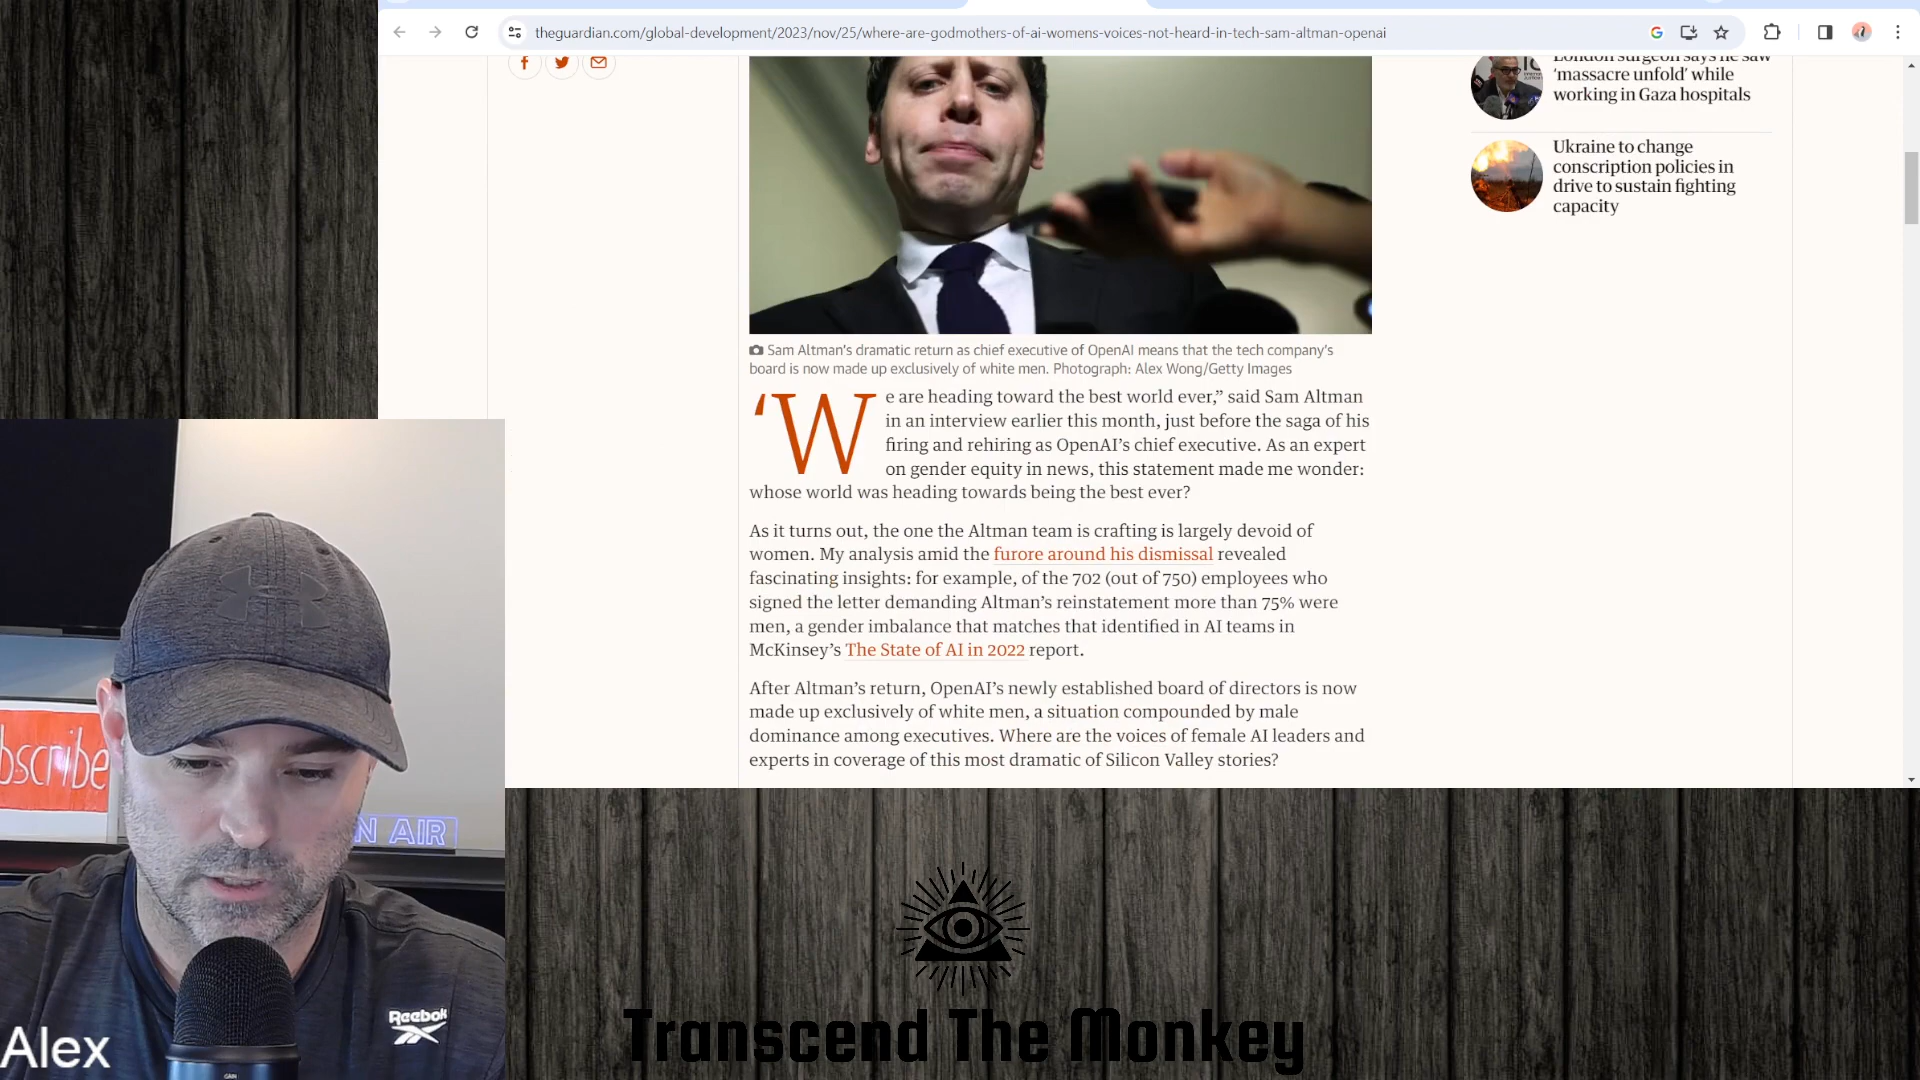 theguardian.com/global-development/2023/nov/25/where-are-godmothers-of-ai-womens-voices-not-heard-in-tech-sam-altman-openai
London surgeon says he saw
‘massacre unfold’ while
working in Gaza hospitals
Ukraine to change
conscription policies in
drive to sustain fighting
capacity
Sam Altman’s dramatic return as chief executive of OpenAI means that the tech company’s
board is now made up exclusively of white men. Photograph: Alex Wong/Getty Images
‘We are heading toward the best world ever,” said Sam Altman
in an interview earlier this month, just before the saga of his
firing and rehiring as OpenAI’s chief executive. As an expert
on gender equity in news, this statement made me wonder:
whose world was heading towards being the best ever?
As it turns out, the one the Altman team is crafting is largely devoid of
women. My analysis amid the furore around his dismissal revealed
fascinating insights: for example, of the 702 (out of 750) employees who
signed the letter demanding Altman’s reinstatement more than 75% were
men, a gender imbalance that matches that identified in AI teams in
McKinsey’s The State of AI in 2022 report.
After Altman’s return, OpenAI’s newly established board of directors is now
made up exclusively of white men, a situation compounded by male
dominance among executives. Where are the voices of female AI leaders and
experts in coverage of this most dramatic of Silicon Valley stories?
bscribe
N AIR
Reebok
Alex
GAIN
Transcend The Monkey